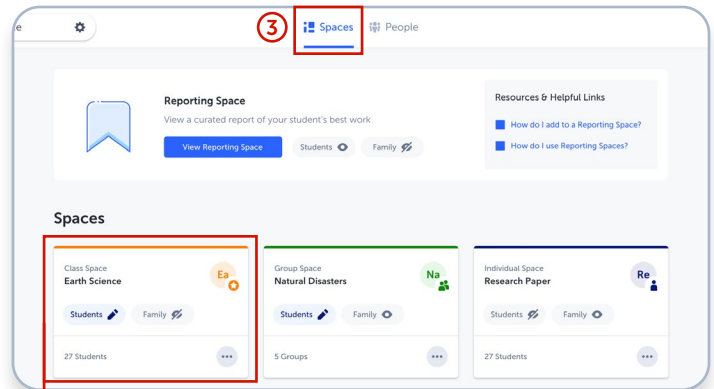 e
3 Spaces People
Reporting Space
View a curated report of your student's best work
View Reporting Space Students Family
Resources & Helpful Links
How do I add to a Reporting Space?
How do I use Reporting Spaces?
Spaces
Class Space
Earth Science
Ea
Students Family
27 Students
Group Space
Natural Disasters
Na
Students Family
5 Groups
Individual Space
Research Paper
Re
Students Family
27 Students